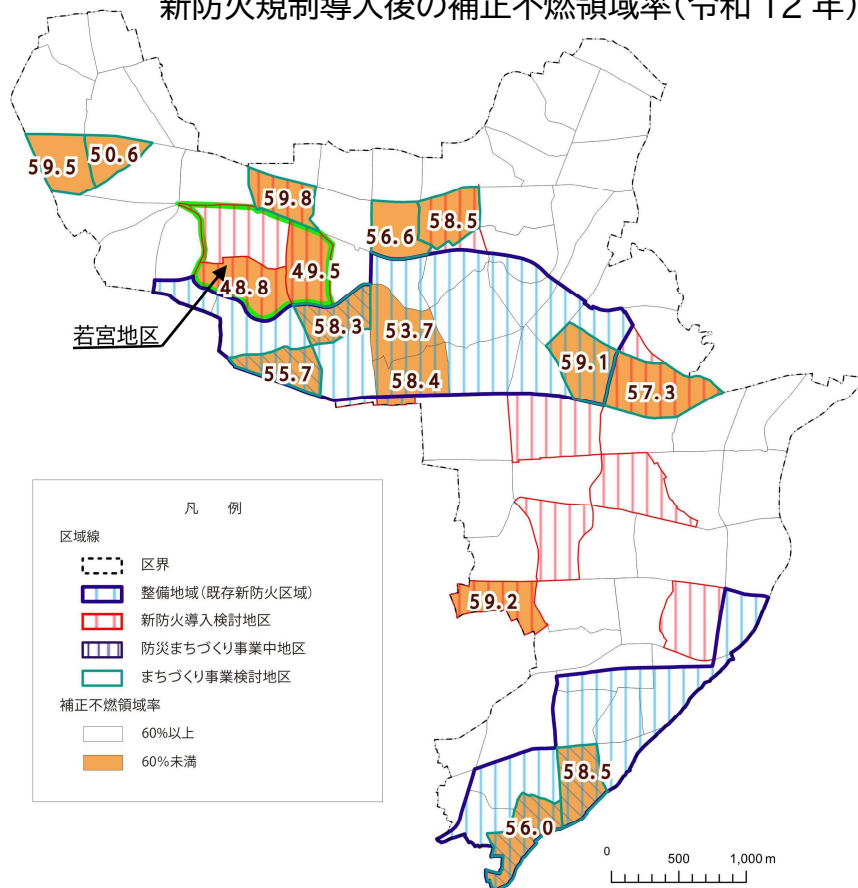 新防火規制導入後の補正不燃領域率(令和 12 年)
59.5
50.6
59.8
56.6
58.5
49.5
48.8
若宮地区
58.3
53.7
55.7
58.4
59.1
57.3
59.2
58.5
56.0
凡 例
区域線
区界
整備地域(既存新防火区域)
新防火導入検討地区
防災まちづくり事業中地区
まちづくり事業検討地区
補正不燃領域率
60%以上
60%未満
0 500 1,000 m